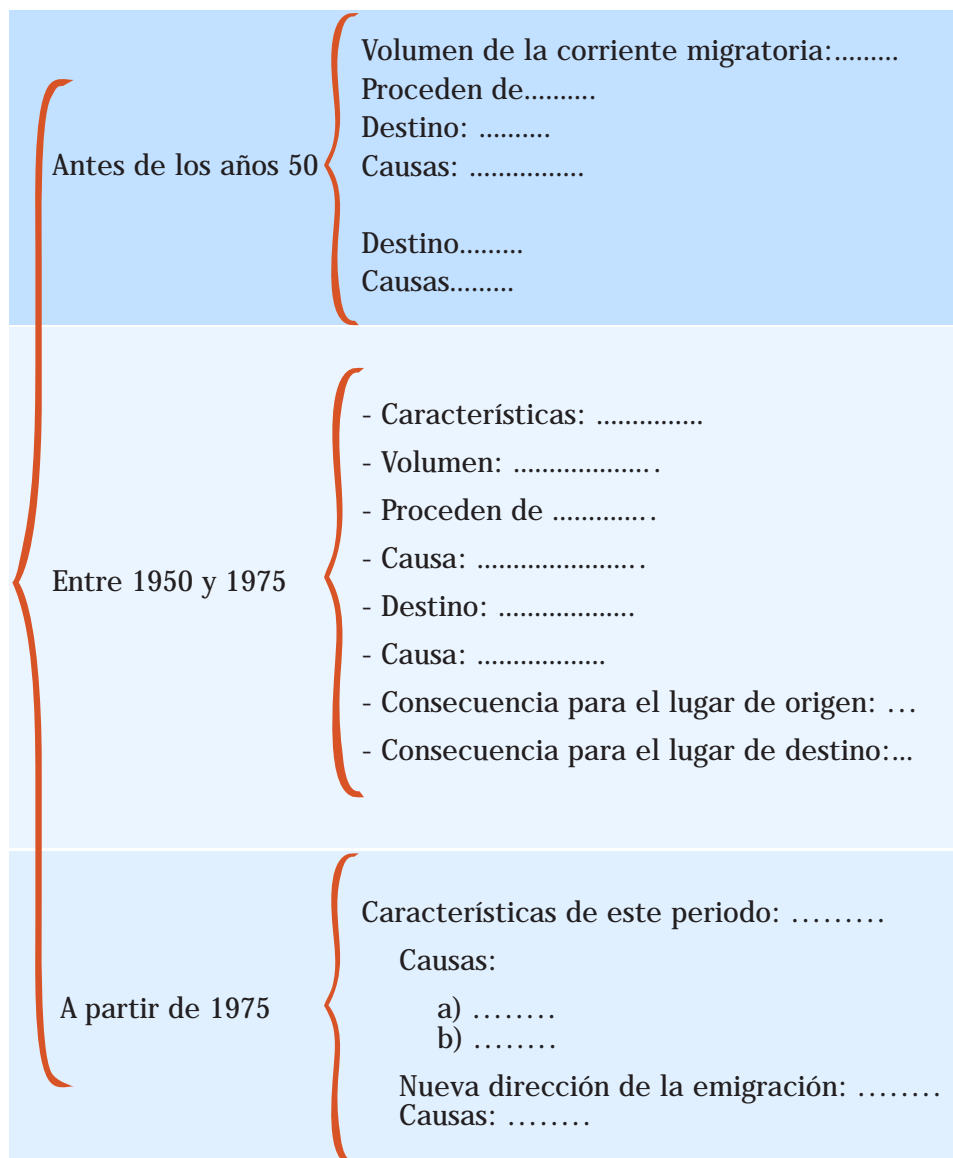 Antes de los años 50
Volumen de la corriente migratoria:.........
Proceden de..........
Destino: ..........
Causas: ................
Destino.........
Causas.........
Entre 1950 y 1975
- Características: ...............
- Volumen: ....................
- Proceden de ..............
- Causa: .......................
- Destino: ...................
- Causa: ..................
- Consecuencia para el lugar de origen: ...
- Consecuencia para el lugar de destino:...
A partir de 1975
Características de este periodo: .........
Causas:
a) ........
b) ........
Nueva dirección de la emigración: ........
Causas: ........